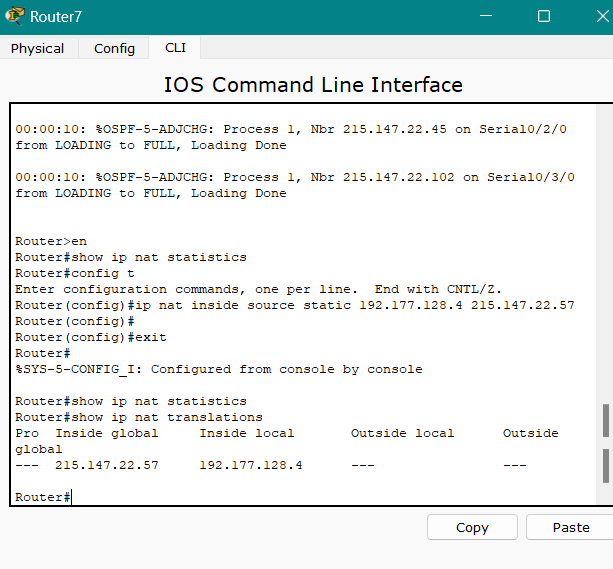 Router7
Physical Config CLI
IOS Command Line Interface
00:00:10: %OSPF-5-ADJCHG: Process 1, Nbr 215.147.22.45 on Serial0/2/0
from LOADING to FULL, Loading Done
00:00:10: %OSPF-5-ADJCHG: Process 1, Nbr 215.147.22.102 on Serial0/3/0
from LOADING to FULL, Loading Done
Router>en
Router#show ip nat statistics
Router#config t
Enter configuration commands, one per line.  End with CNTL/Z.
Router(config)#ip nat inside source static 192.177.128.4 215.147.22.57
Router(config)#
Router(config)#exit
Router#
%SYS-5-CONFIG_I: Configured from console by console
Router#show ip nat statistics
Router#show ip nat translations
Pro  Inside global     Inside local       Outside local      Outside
global
---  215.147.22.57     192.177.128.4      ---                ---
Router#
Copy Paste